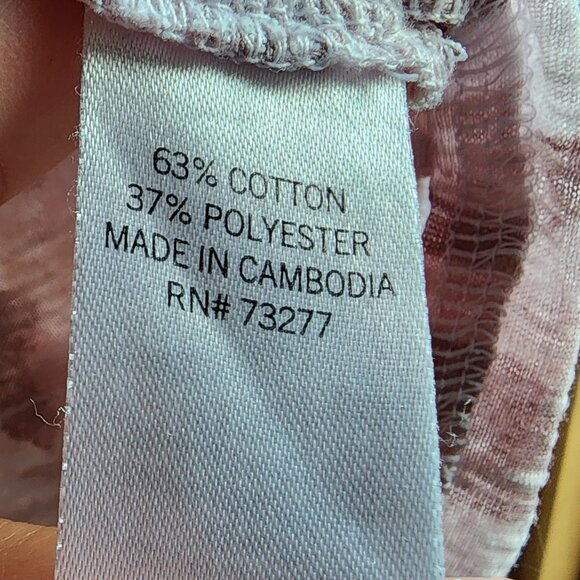 63% COTTON
37% POLYESTER
MADE IN CAMBODIA
RN# 73277